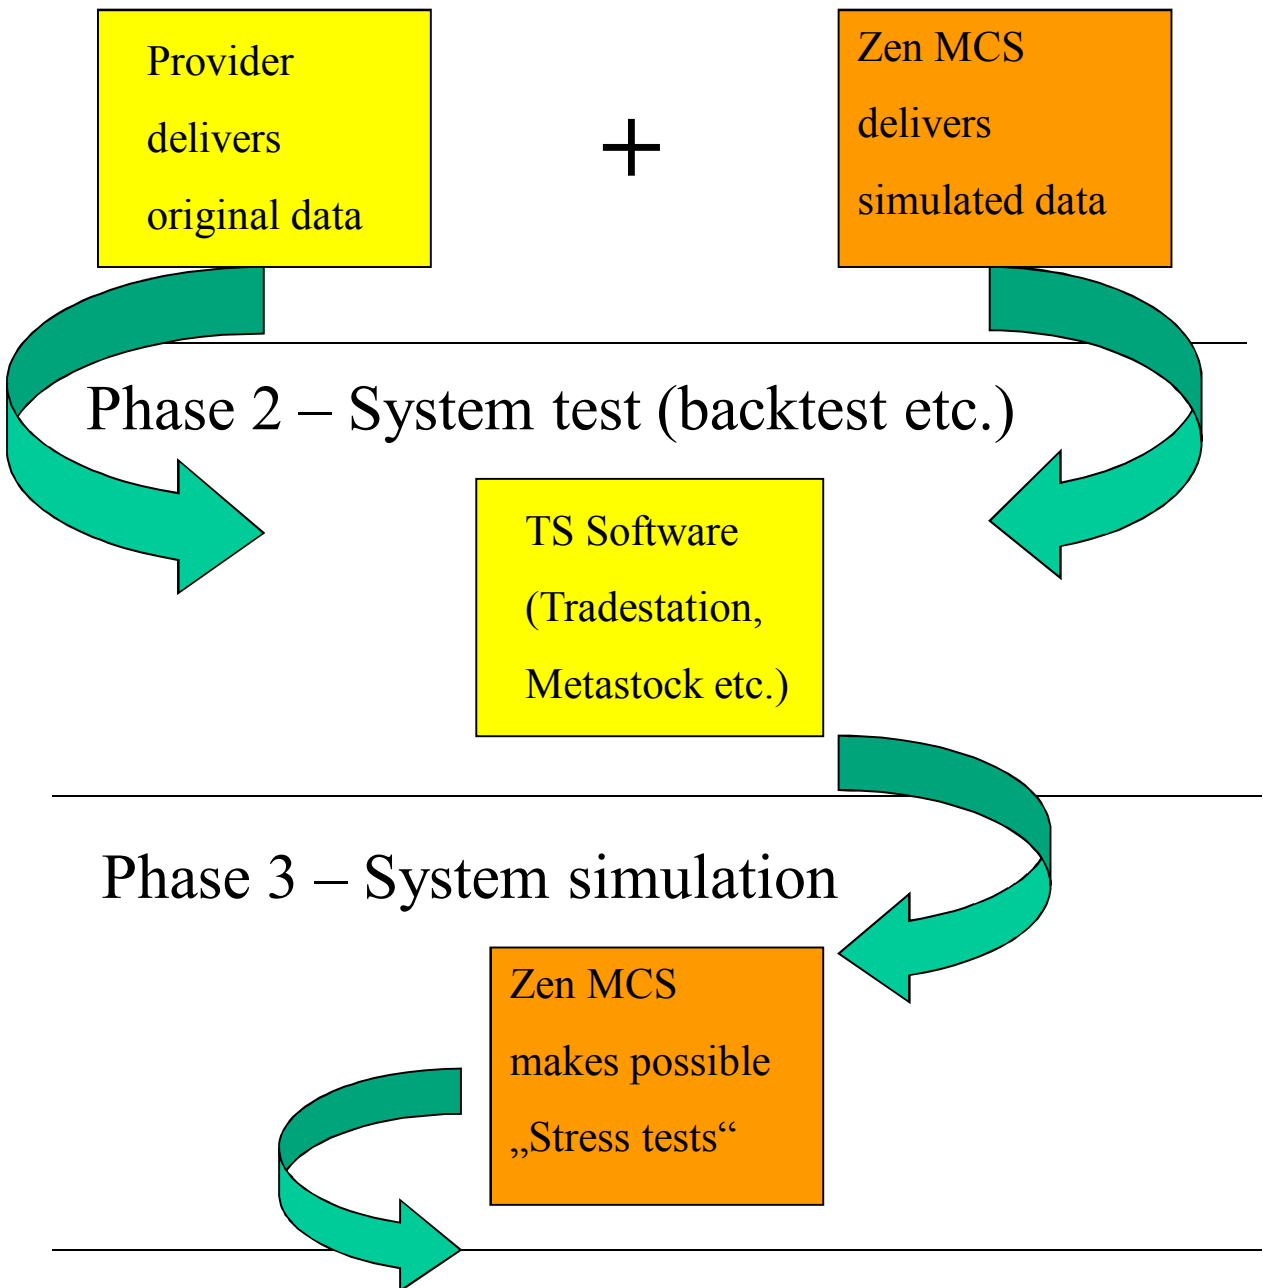 Provider
delivers
original data
+
Zen MCS
delivers
simulated data
Phase 2 – System test (backtest etc.)
TS Software
(Tradestation,
Metastock etc.)
Phase 3 – System simulation
Zen MCS
makes possible
„Stress tests“